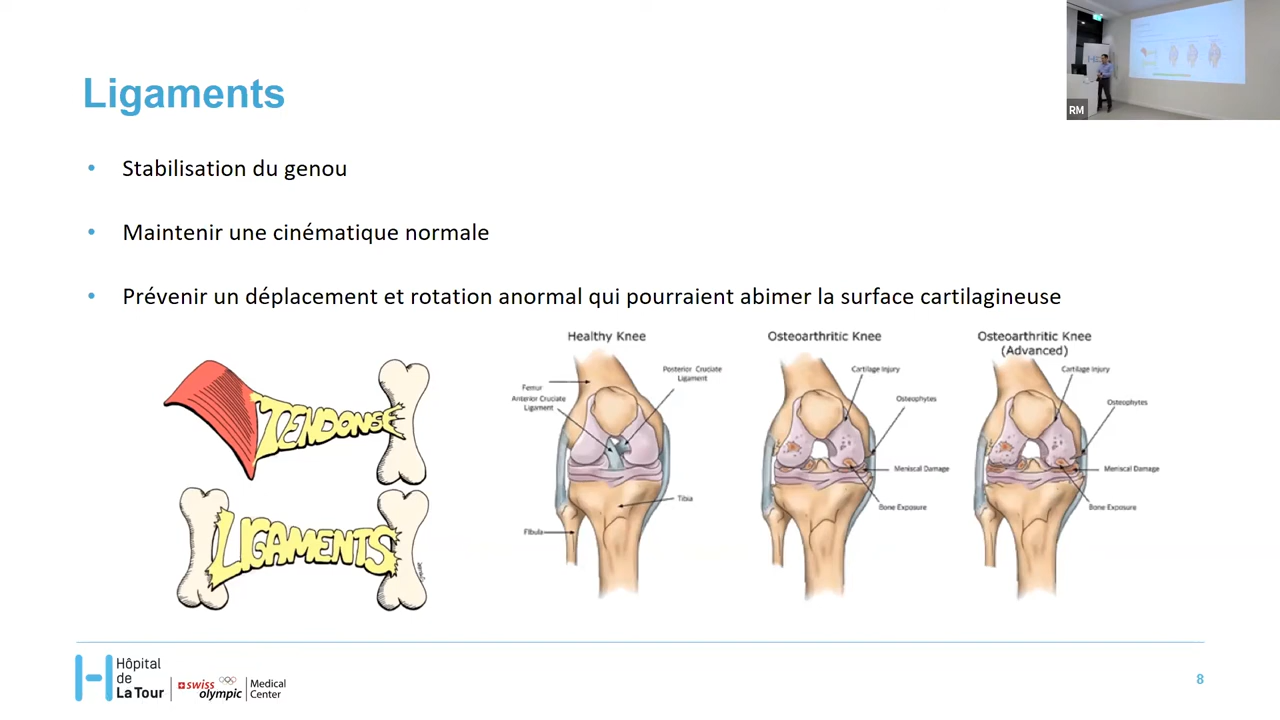 Ligaments
RM
• Stabilisation du genou
• Maintenir une cinématique normale
• Prévenir un déplacement et rotation anormal qui pourraient abimer la surface cartilagineuse
TENDONS
LIGAMENTS
Healthy Knee
Femur
Anterior Cruciate
Ligament
Posterior Cruciate
Ligament
Tibia
Fibula
Osteoarthritic Knee
Cartilage Injury
Osteophytes
Meniscal Damage
Bone Exposure
Osteoarthritic Knee
(Advanced)
Cartilage Injury
Osteophytes
Meniscal Damage
Bone Exposure
Hôpital
de
La Tour
swiss
olympic
Medical
Center
8